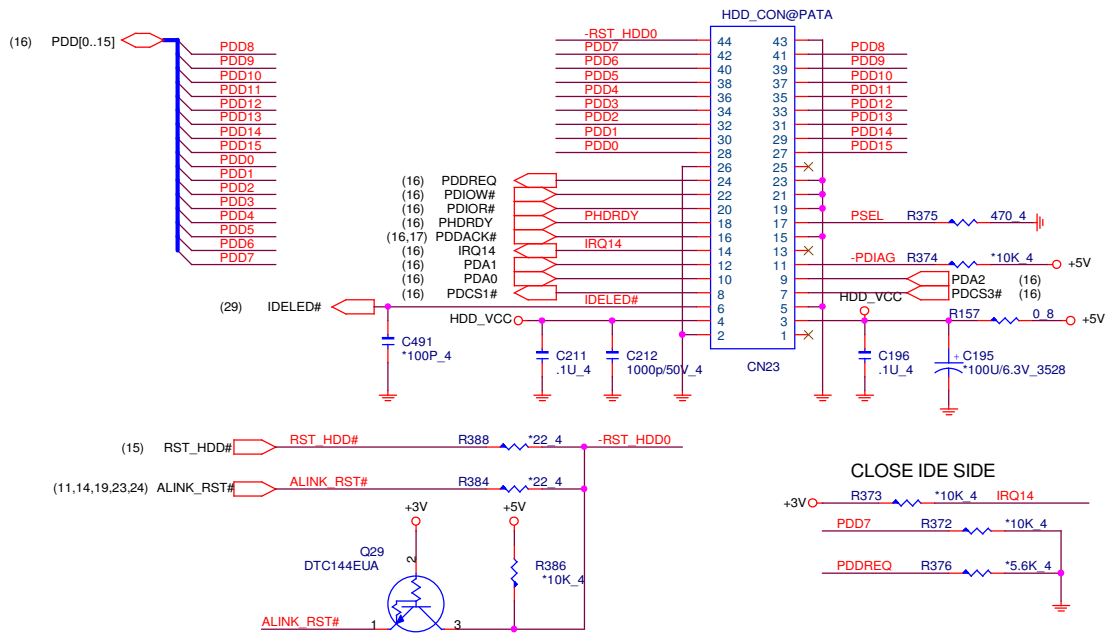 HDD_CON@PATA
(16) PDD[0..15]
PDD8
PDD9
PDD10
PDD11
PDD12
PDD13
PDD14
PDD15
PDD0
PDD1
PDD2
PDD3
PDD4
PDD5
PDD6
PDD7
-RST_HDD0 44 43
PDD7 42 41 PDD8
PDD6 40 39 PDD9
PDD5 38 37 PDD10
PDD4 36 35 PDD11
PDD3 34 33 PDD12
PDD2 32 31 PDD13
PDD1 30 29 PDD14
PDD0 28 27 PDD15
26 25
(16) PDDREQ 24 23
(16) PDIOW# 22 21
(16) PDIOR# 20 19
(16) PHDRDY PHDRDY 18 17 PSEL R375 470_4
(16,17) PDDACK# 16 15
(16) IRQ14 IRQ14 14 13
(16) PDA1 12 11 -PDIAG R374 *10K_4 +5V
(16) PDA0 10 9 PDA2 (16)
(16) PDCS1# 8 7 PDCS3# (16)
(29) IDELED# IDELED# 6 5 HDD_VCC
HDD_VCC 4 3 R157 0_8 +5V
2 1
CN23
C491
*100P_4
C211
.1U_4
C212
1000p/50V_4
C196
.1U_4
+ C195
*100U/6.3V_3528
(15) RST_HDD# RST_HDD# R388 *22_4 -RST_HDD0
(11,14,19,23,24) ALINK_RST# ALINK_RST# R384 *22_4
+3V +5V
Q29
DTC144EUA
2
R386
*10K_4
ALINK_RST# 1 3
CLOSE IDE SIDE
+3V R373 *10K_4 IRQ14
PDD7 R372 *10K_4
PDDREQ R376 *5.6K_4